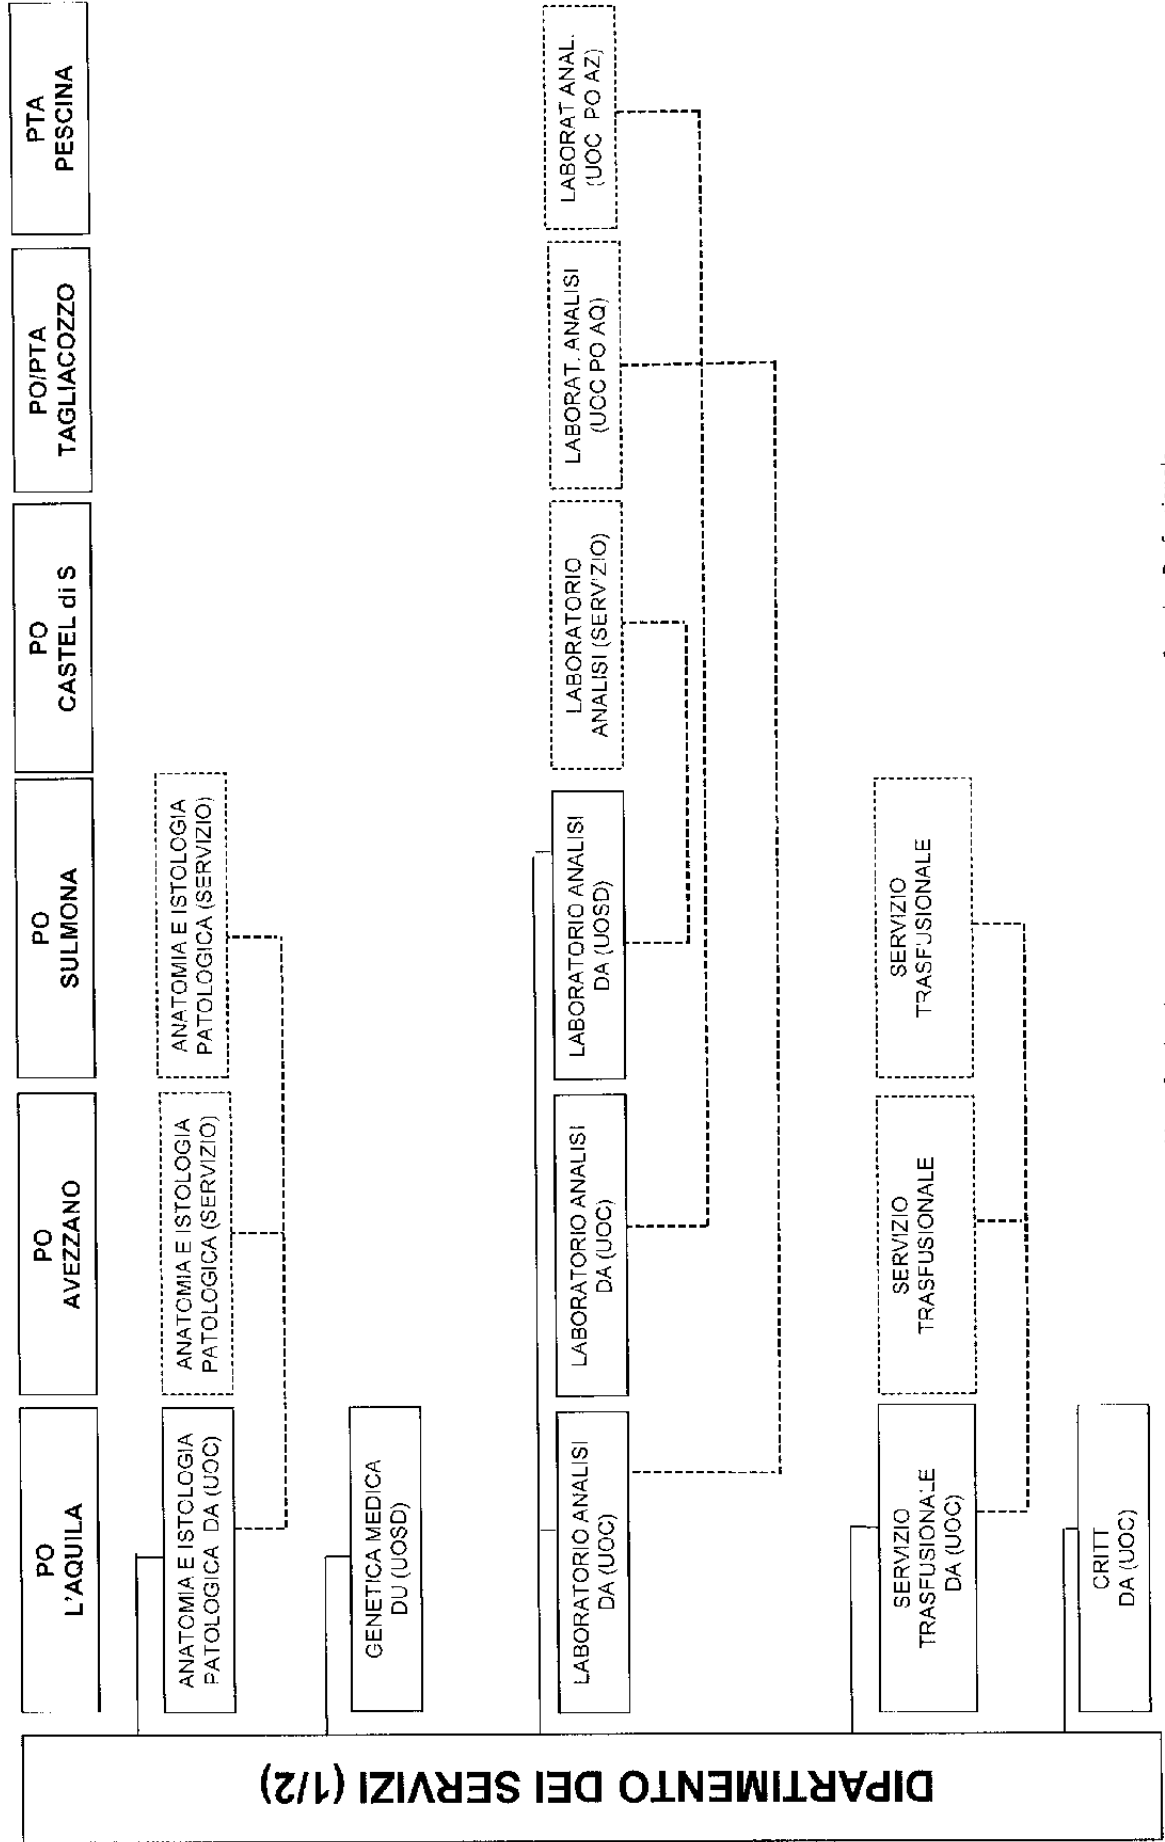 DIPARTIMENTO DEI SERVIZI (1/2)
PO
L'AQUILA
PO
AVEZZANO
PO
SULMONA
PO
CASTEL di S
PO/PTA
TAGLIACOZZO
PTA
PESCINA
ANATOMIA E ISTOLOGIA
PATOLOGICA DA (UOC)
ANATOMIA E ISTOLOGIA
PATOLOGICA (SERVIZIO)
ANATOMIA E ISTOLOGIA
PATOLOGICA (SERVIZIO)
GENETICA MEDICA
DU (UOSD)
LABORATORIO ANALISI
DA (UOC)
LABORATORIO ANALISI
DA (UOC)
LABORATORIO ANALISI
DA (UOSD)
LABORATORIO
ANALISI (SERVIZIO)
LABORAT. ANALISI
(UOC PO AQ)
LABORAT ANAL.
(UOC PO AZ)
SERVIZIO
TRASFUSIONALE
DA (UOC)
SERVIZIO
TRASFUSIONALE
SERVIZIO
TRASFUSIONALE
CRITT
DA (UOC)